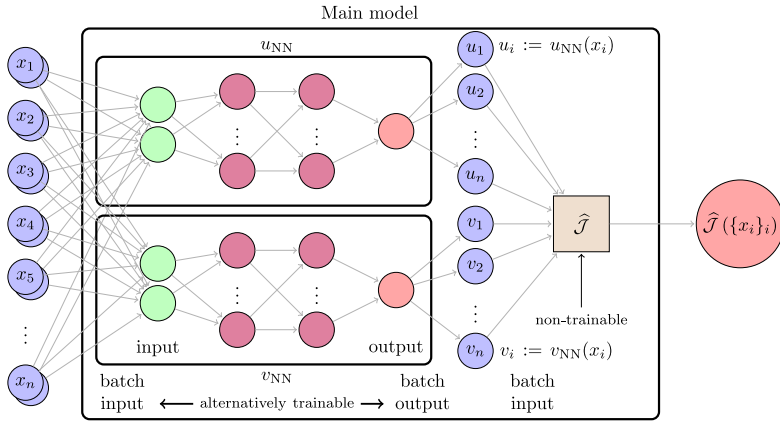 Main model
u_NN
x_1
x_2
x_3
x_4
x_5
⋮
x_n
⋮
⋮
⋮
⋮
input
output
v_NN
u_1
u_i := u_NN(x_i)
u_2
⋮
u_n
v_1
v_2
⋮
v_n
v_i := v_NN(x_i)
Ĵ
non-trainable
Ĵ({x_i}_i)
batch
input
alternatively trainable
batch
output
batch
input